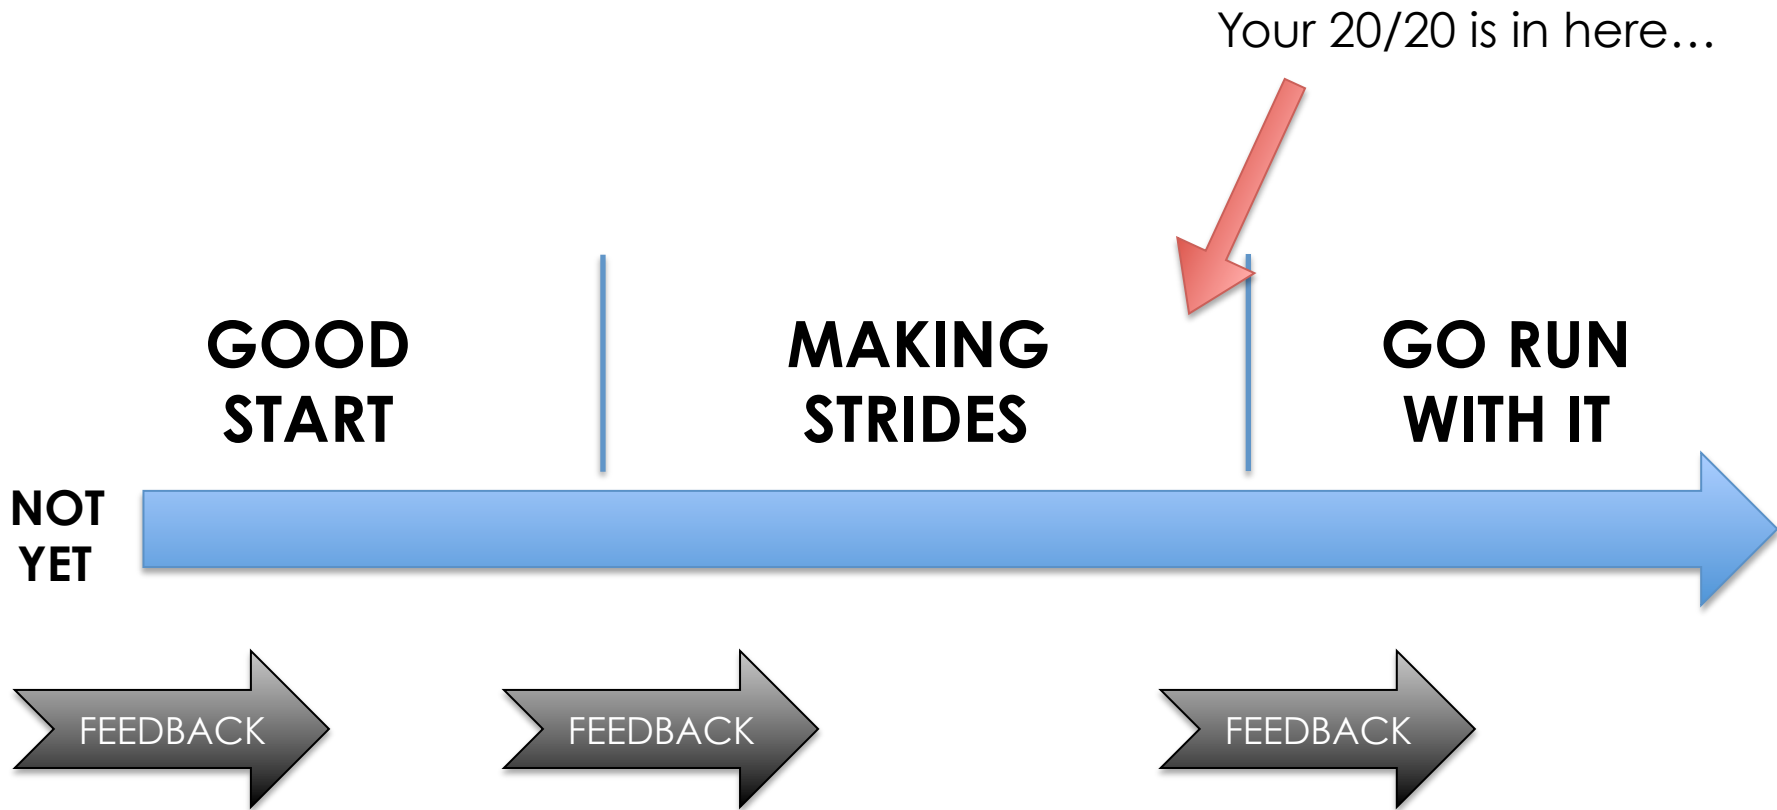 Your 20/20 is in here…
GOOD
START
MAKING
STRIDES
GO RUN
WITH IT
NOT
YET
FEEDBACK
FEEDBACK
FEEDBACK